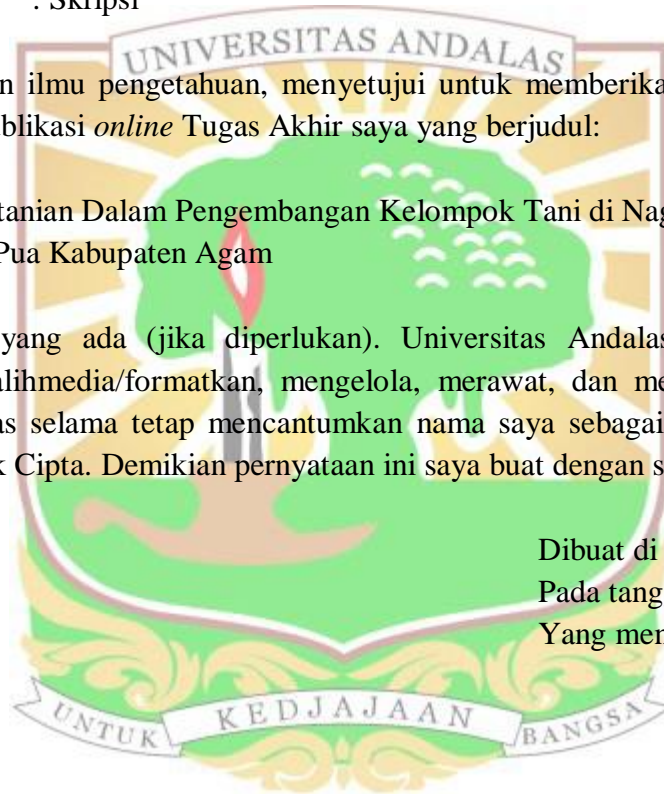 : Skripsi
UNIVERSITAS ANDALAS
n ilmu pengetahuan, menyetujui untuk memberika
ublikasi online Tugas Akhir saya yang berjudul:
tanian Dalam Pengembangan Kelompok Tani di Nag
Pua Kabupaten Agam
yang ada (jika diperlukan). Universitas Andalas
alihmedia/formatkan, mengelola, merawat, dan me
as selama tetap mencantumkan nama saya sebagai
k Cipta. Demikian pernyataan ini saya buat dengan s
Dibuat di
Pada tang
Yang men
UNTUK KEDJAJAAN BANGSA